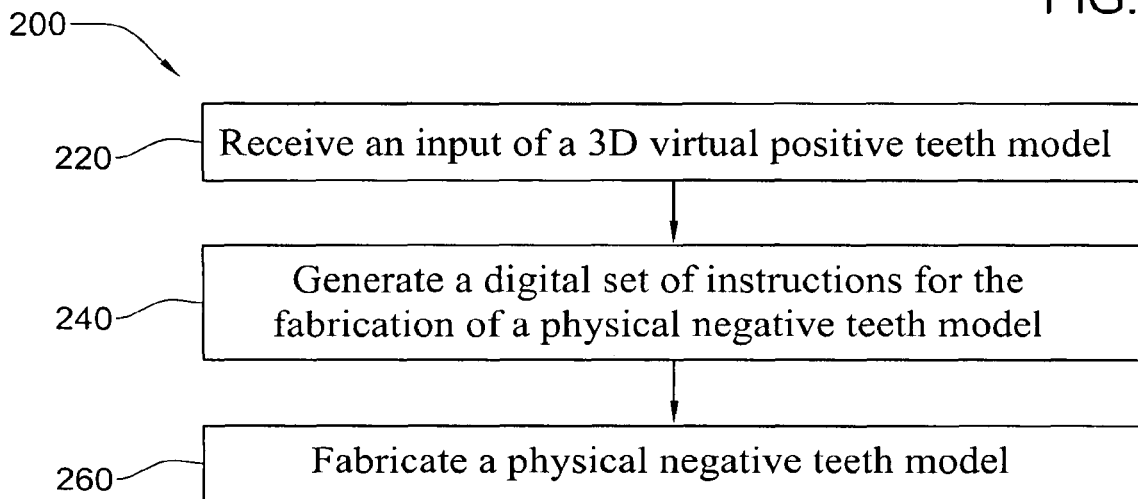 FIG.
200
220 Receive an input of a 3D virtual positive teeth model
240 Generate a digital set of instructions for the
fabrication of a physical negative teeth model
260 Fabricate a physical negative teeth model